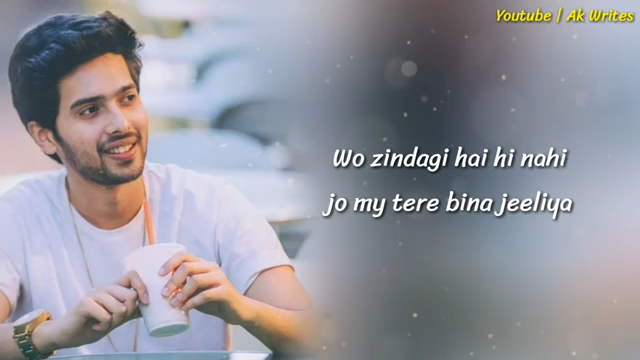 Youtube | Ak Writes
Wo zindagi hai hi nahi
jo my tere bina jeeliya